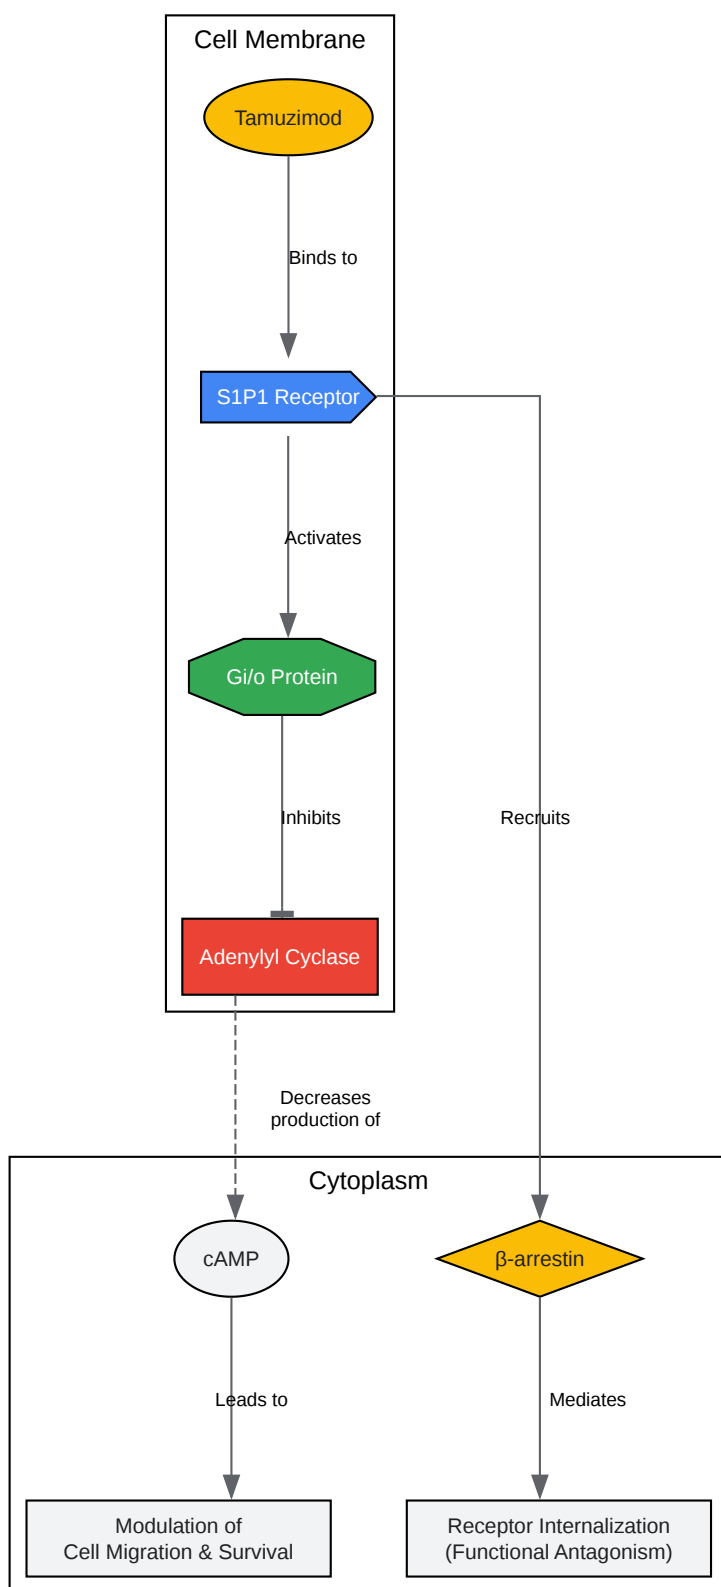 Cell Membrane
Tamuzimod
Binds to
S1P1 Receptor
Activates
Gi/o Protein
Inhibits
Recruits
Adenylyl Cyclase
Decreases
production of
Cytoplasm
cAMP
β-arrestin
Leads to
Mediates
Modulation of
Cell Migration & Survival
Receptor Internalization
(Functional Antagonism)